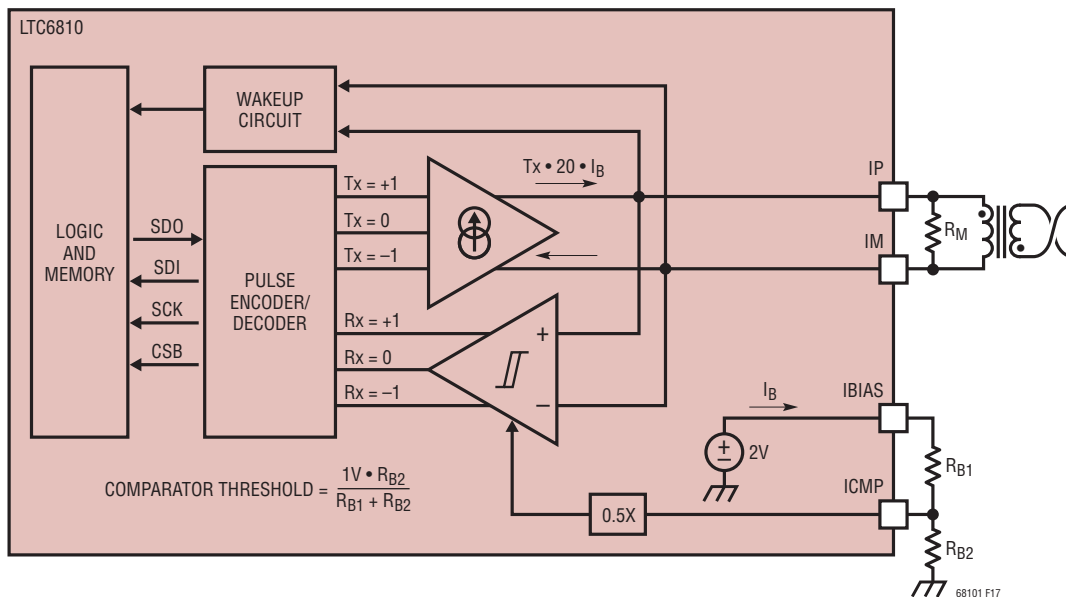 LTC6810
LOGIC
AND
MEMORY
WAKEUP
CIRCUIT
SDO
SDI
SCK
CSB
PULSE
ENCODER/
DECODER
Tx = +1
Tx = 0
Tx = –1
Rx = +1
Rx = 0
Rx = –1
Tx • 20 • IB
+
–
IP
IM
RM
IB
IBIAS
+
–
2V
ICMP
0.5X
RB1
RB2
COMPARATOR THRESHOLD = 1V • RB2
RB1 + RB2
68101 F17